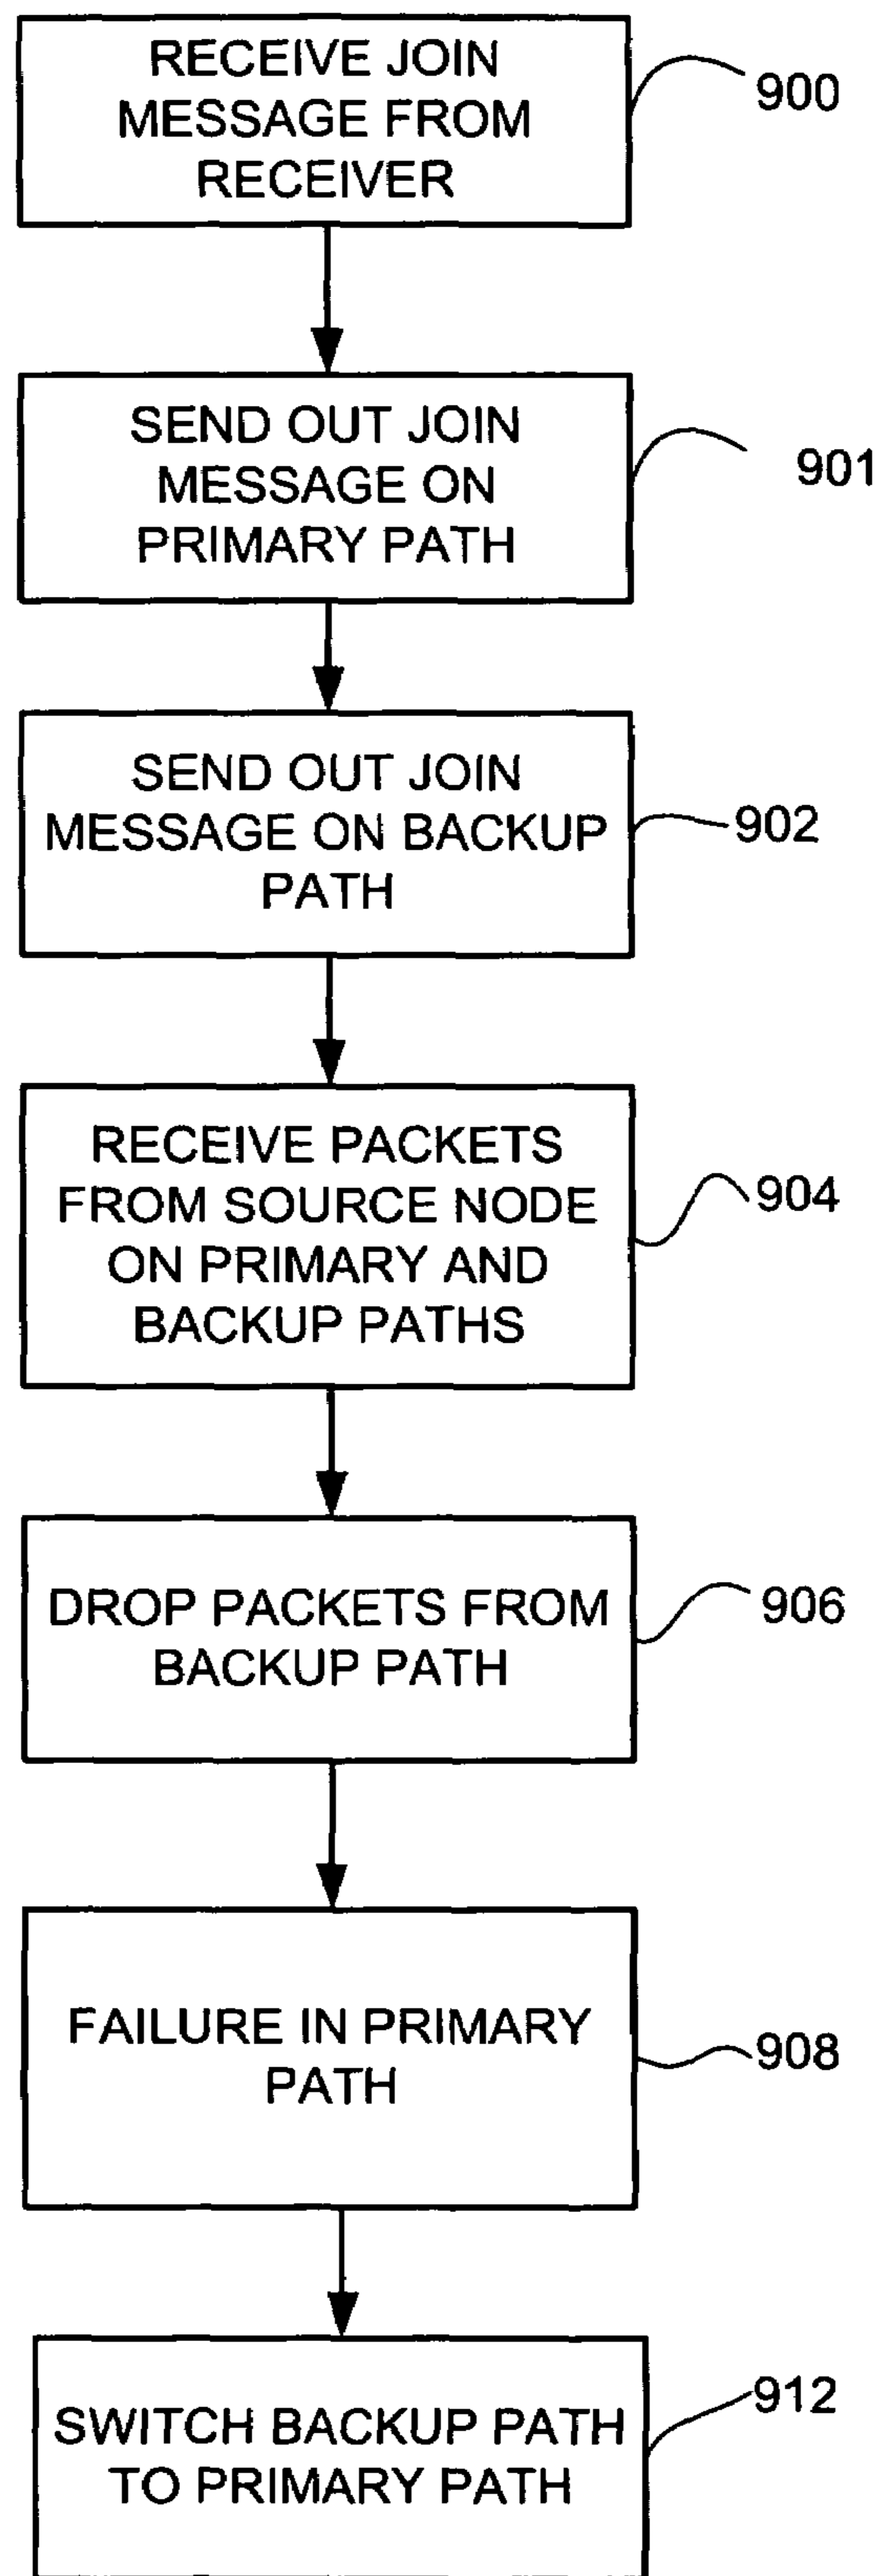 RECEIVE JOIN
MESSAGE FROM
RECEIVER
900
SEND OUT JOIN
MESSAGE ON
PRIMARY PATH
901
SEND OUT JOIN
MESSAGE ON BACKUP
PATH
902
RECEIVE PACKETS
FROM SOURCE NODE
ON PRIMARY AND
BACKUP PATHS
904
DROP PACKETS FROM
BACKUP PATH
906
FAILURE IN PRIMARY
PATH
908
SWITCH BACKUP PATH
TO PRIMARY PATH
912